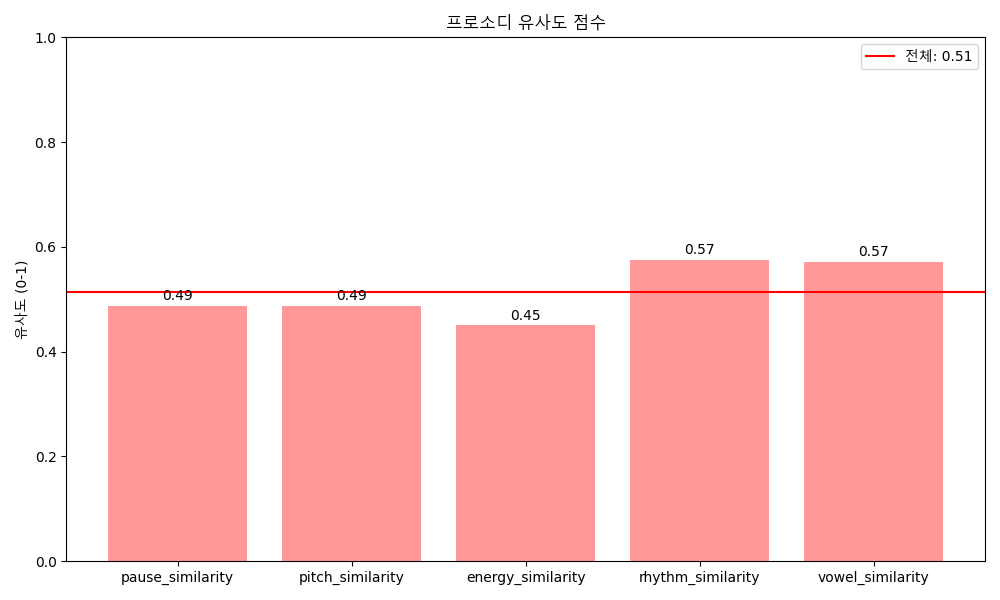 프로소디 유사도 점수
전체: 0.51
유사도 (0-1)
1.0
0.8
0.6
0.4
0.2
0.0
0.49
0.49
0.45
0.57
0.57
pause_similarity
pitch_similarity
energy_similarity
rhythm_similarity
vowel_similarity